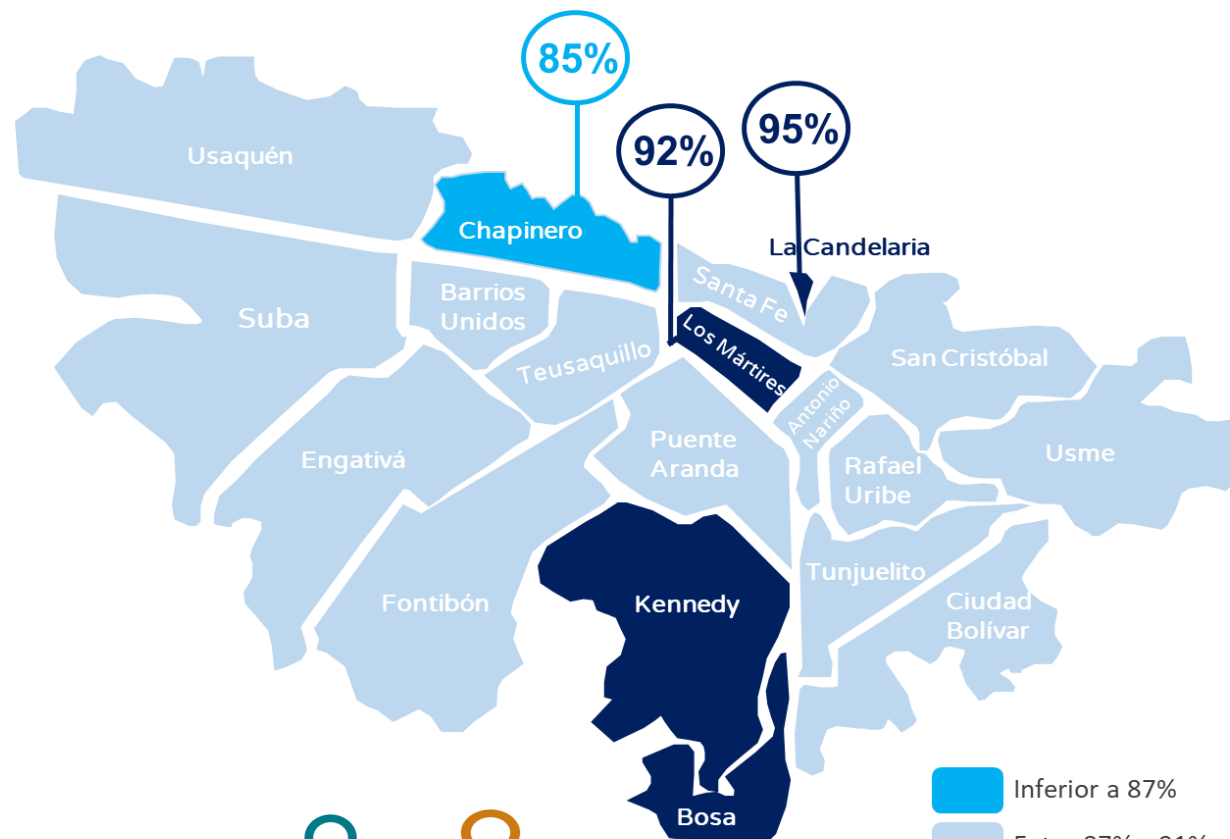 85%
92%
95%
Usaquén
Chapinero
La Candelaria
Santa Fe
Barrios
Unidos
Suba
Los Mártires
Teusaquillo
San Cristóbal
Antonio
Nariño
Puente
Aranda
Engativá
Rafael
Uribe
Usme
Tunjuelito
Fontibón
Kennedy
Ciudad
Bolívar
Inferior a 87%
Bosa